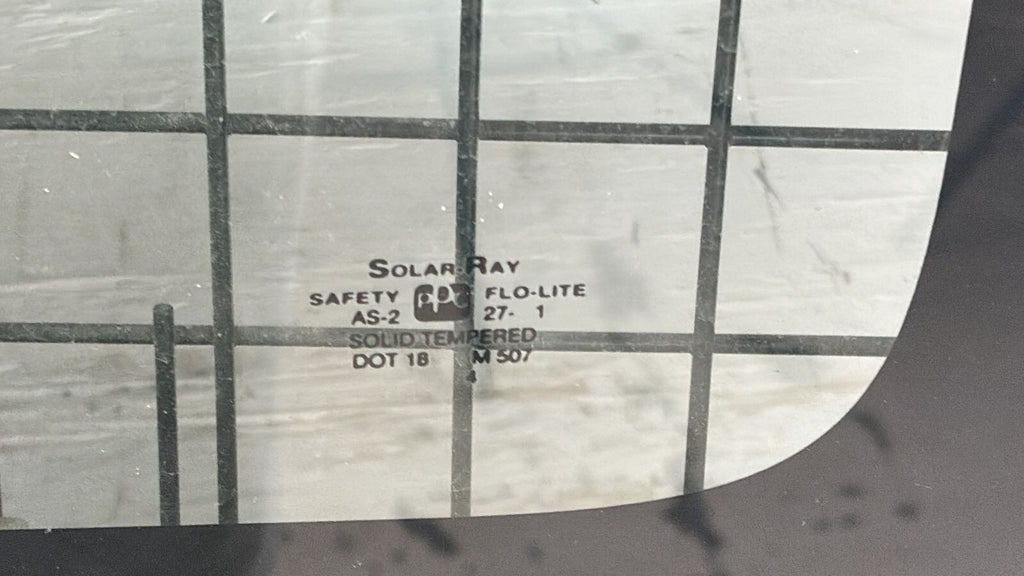 SOLAR-RAY
SAFETY PPG FLO-LITE
AS-2 27- 1
SOLID TEMPERED
DOT 18 M 507
4